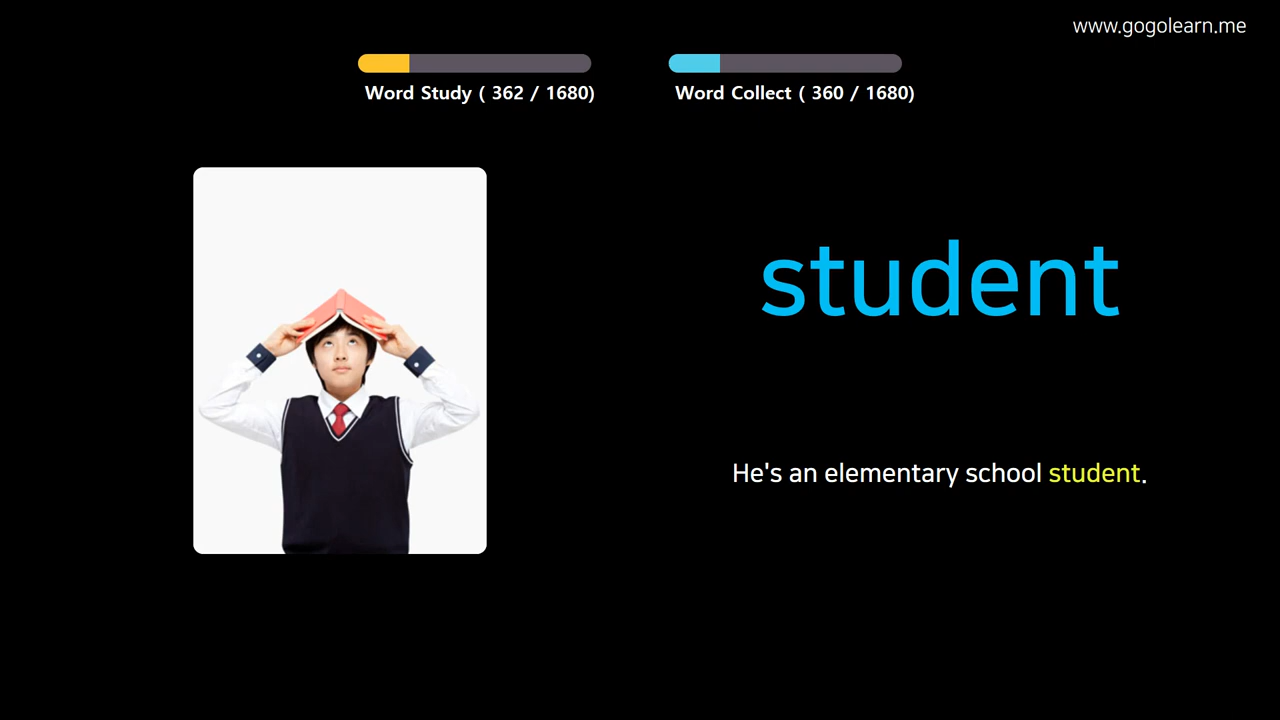 www.gogolearn.me
Word Study ( 362 / 1680)
Word Collect ( 360 / 1680)
student
He's an elementary school student.